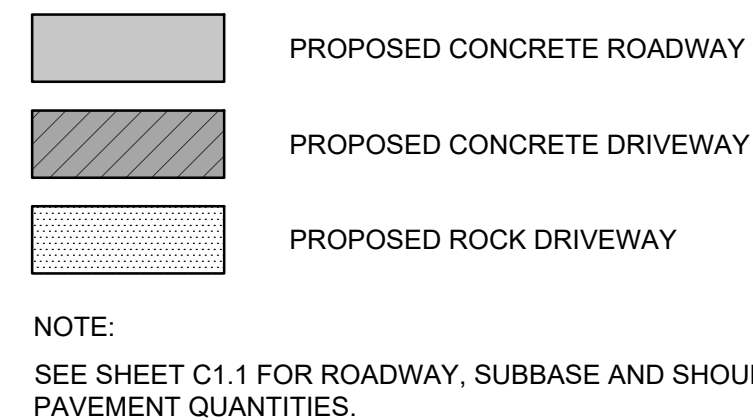 PROPOSED CONCRETE ROADWAY
PROPOSED CONCRETE DRIVEWAY
PROPOSED ROCK DRIVEWAY
NOTE:
SEE SHEET C1.1 FOR ROADWAY, SUBBASE AND
PAVEMENT QUANTITIES.